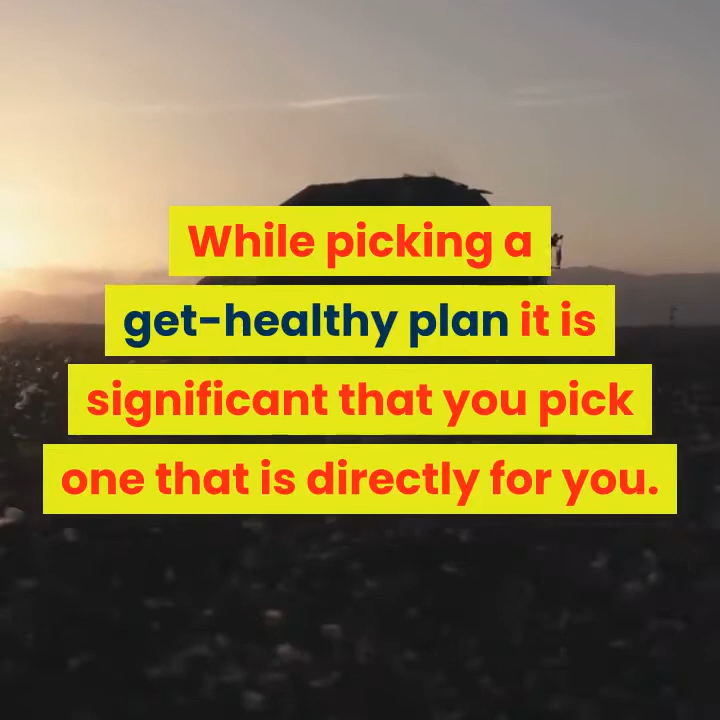 While picking a
get-healthy plan it is
significant that you pick
one that is directly for you.